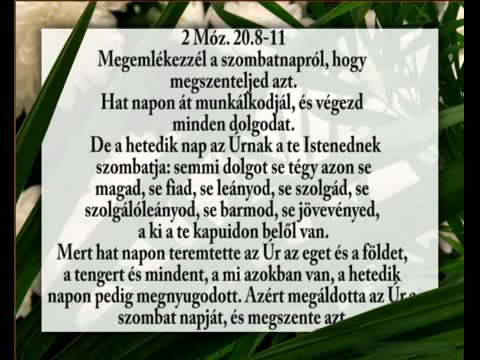 2 Móz. 20.8-11
Megemlékezzél a szombatnapról, hogy
megszenteljed azt.
Hat napon át munkálkodjál, és végezd
minden dolgodat.
De a hetedik nap az Úrnak a te Istenednek
szombatja: semmi dolgot se tégy azon se
magad, se fiad, se leányod, se szolgád, se
szolgálóleányod, se barmod, se jövevényed,
a ki a te kapuidon belől van.
Mert hat napon teremtette az Úr az eget és a földet,
a tengert és mindent, a mi azokban van, a hetedik
napon pedig megnyugodott. Azért megáldotta az Úr a
szombat napját, és megszente azt